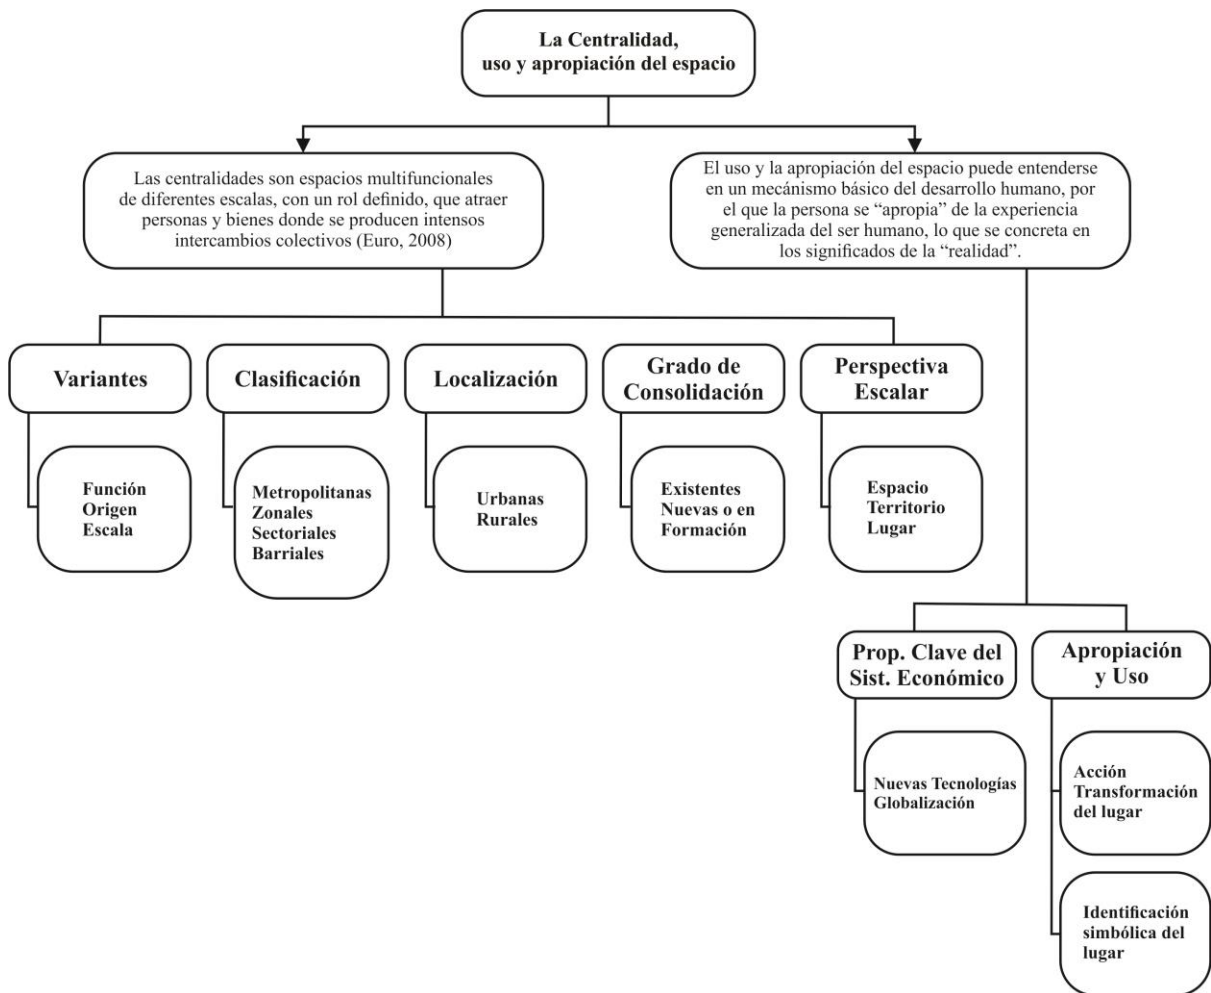 La Centralidad,
uso y apropiación del espacio
Las centralidades son espacios multifuncionales
de diferentes escalas, con un rol definido, que atraer
personas y bienes donde se producen intensos
intercambios colectivos (Euro, 2008)
El uso y la apropiación del espacio puede entenderse
en un mecánismo básico del desarrollo humano, por
el que la persona se “apropia” de la experiencia
generalizada del ser humano, lo que se concreta en
los significados de la “realidad”.
Variantes
Clasificación
Localización
Grado de
Consolidación
Perspectiva
Escalar
Función
Origen
Escala
Metropolitanas
Zonales
Sectoriales
Barriales
Urbanas
Rurales
Existentes
Nuevas o en
Formación
Espacio
Territorio
Lugar
Prop. Clave del
Sist. Económico
Apropiación
y Uso
Nuevas Tecnologías
Globalización
Acción
Transformación
del lugar
Identificación
simbólica del
lugar